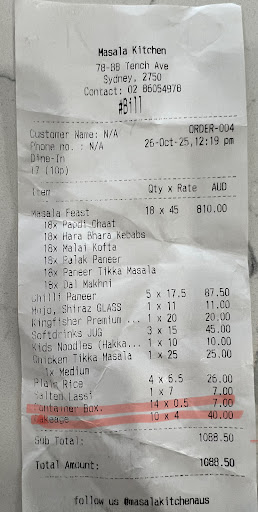 Masala Kitchen
78-88 Tench Ave
Sydney, 2750
Contact: 02 86054978
#Bill
ORDER-004
Customer Name: N/A
Phone no. : N/A 26-Oct-25, 12:19 pm
Dine-In
i7 (10p)
Item Qty x Rate AUD
Masala Feast 18 x 45 810.00
18x Papdi Chaat
18x Hara Bhara Kebabs
18x Malai Kofta
18x Palak Paneer
18x Paneer Tikka Masala
18x Dal Makhni
Chilli Paneer 5 x 17.5 87.50
Mojo, Shiraz GLASS 1 x 11 11.00
Kingfisher Premium ... 1 x 20 20.00
Softdrinks JUG 3 x 15 45.00
Kids Noodles (Hakka... 1 x 10 10.00
Chicken Tikka Masala 1 x 25 25.00
1x Medium
Plain Rice 4 x 6.5 26.00
Salten Lassi 1 x 7 7.00
Container Box. 14 x 0.5 7.00
Cakeage 10 x 4 40.00
Sub Total: 1088.50
Total Amount: 1088.50
follow us @masalakitchenaus